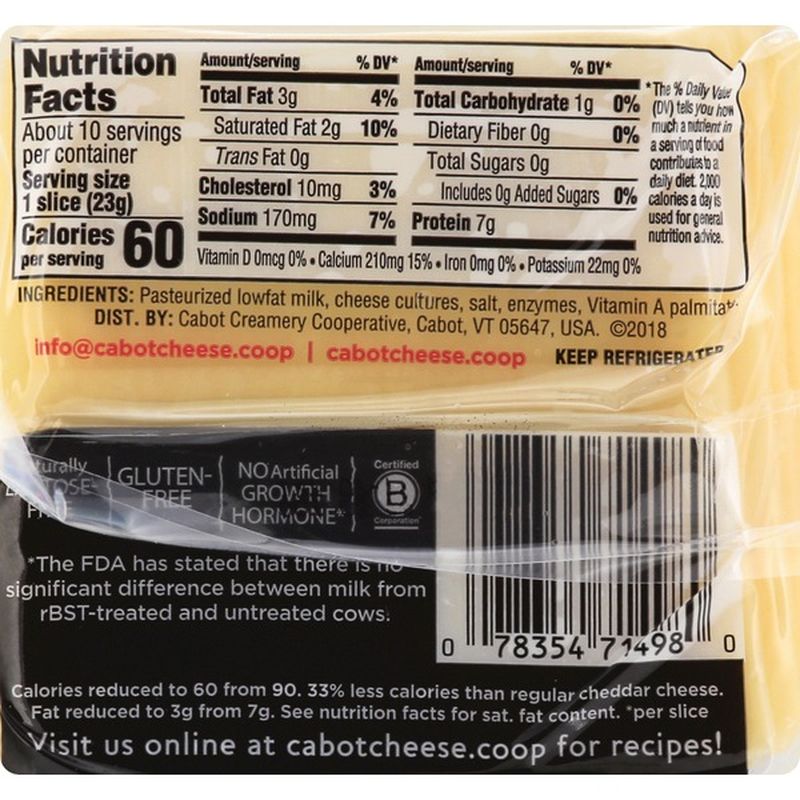 Nutrition
Facts
About 10 servings
per container
Serving size
1 slice (23g)
Calories 60
per serving
Amount/serving % DV*
Total Fat 3g 4%
Saturated Fat 2g 10%
Trans Fat 0g
Cholesterol 10mg 3%
Sodium 170mg 7%
Amount/serving % DV*
Total Carbohydrate 1g 0%
Dietary Fiber 0g 0%
Total Sugars 0g
Includes 0g Added Sugars 0%
Protein 7g
Vitamin D 0mcg 0% • Calcium 210mg 15% • Iron 0mg 0% • Potassium 22mg 0%
*The % Daily Value
(DV) tells you how
much a nutrient in
a serving of food
contributes to a
daily diet. 2,000
calories a day is
used for general
nutrition advice.
INGREDIENTS: Pasteurized lowfat milk, cheese cultures, salt, enzymes, Vitamin A
DIST. BY: Cabot Creamery Cooperative, Cabot, VT 05647, USA. ©2018
info@cabotcheese.coop | cabotcheese.coop KEEP REFRIGERATED
GLUTEN-
FREE
NO Artificial
GROWTH
HORMONE*
Certified
B
Corporation
*The FDA has stated that there is no
significant difference between milk from
rBST-treated and untreated cows.
0 78354 71498 0
Calories reduced to 60 from 90. 33% less calories than regular cheddar cheese.
Fat reduced to 3g from 7g. See nutrition facts for sat. fat content. *per slice
Visit us online at cabotcheese.coop for recipes!